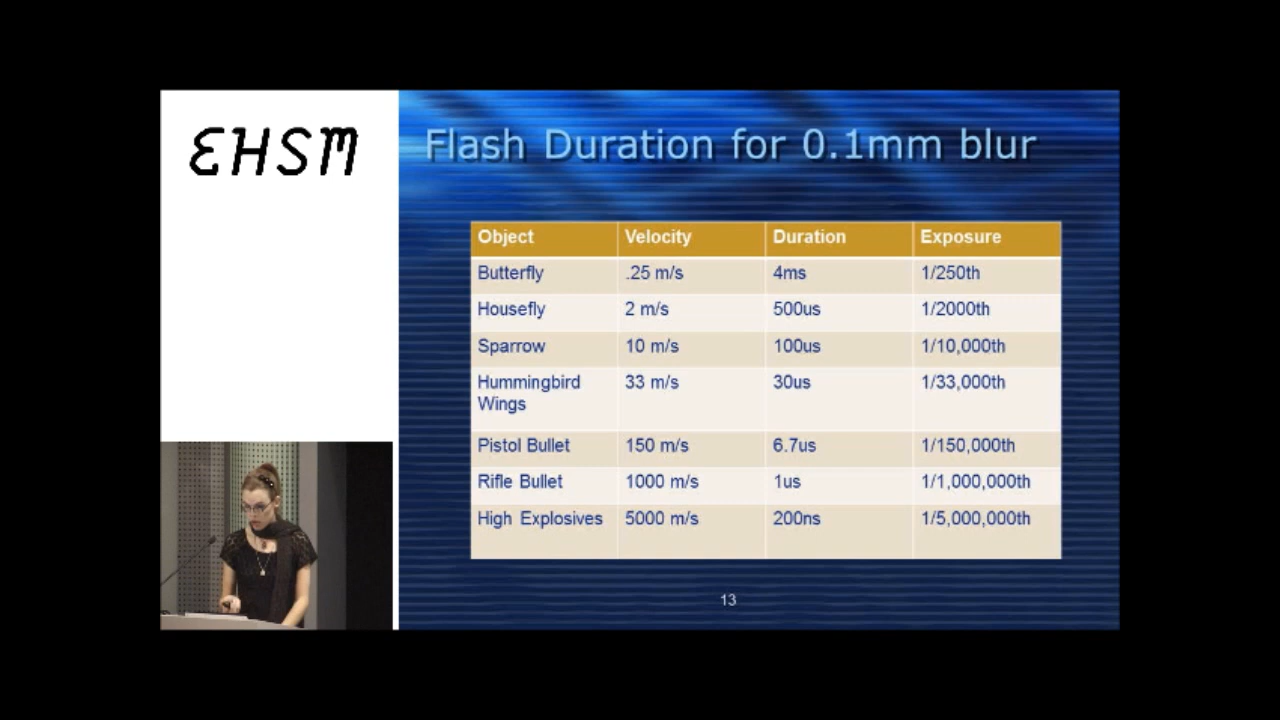 EHSM
Flash Duration for 0.1mm blur
Object Velocity Duration Exposure
Butterfly .25 m/s 4ms 1/250th
Housefly 2 m/s 500us 1/2000th
Sparrow 10 m/s 100us 1/10,000th
Hummingbird Wings 33 m/s 30us 1/33,000th
Pistol Bullet 150 m/s 6.7us 1/150,000th
Rifle Bullet 1000 m/s 1us 1/1,000,000th
High Explosives 5000 m/s 200ns 1/5,000,000th
13